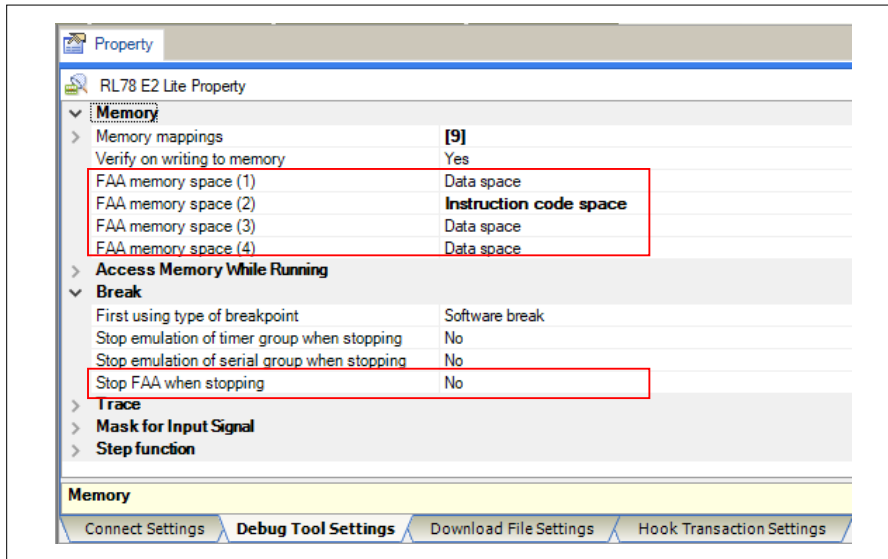 Property
RL78 E2 Lite Property
Memory
Memory mappings [9]
Verify on writing to memory Yes
FAA memory space (1) Data space
FAA memory space (2) Instruction code space
FAA memory space (3) Data space
FAA memory space (4) Data space
Access Memory While Running
Break
First using type of breakpoint Software break
Stop emulation of timer group when stopping No
Stop emulation of serial group when stopping No
Stop FAA when stopping No
Trace
Mask for Input Signal
Step function
Memory
Connect Settings Debug Tool Settings Download File Settings Hook Transaction Settings